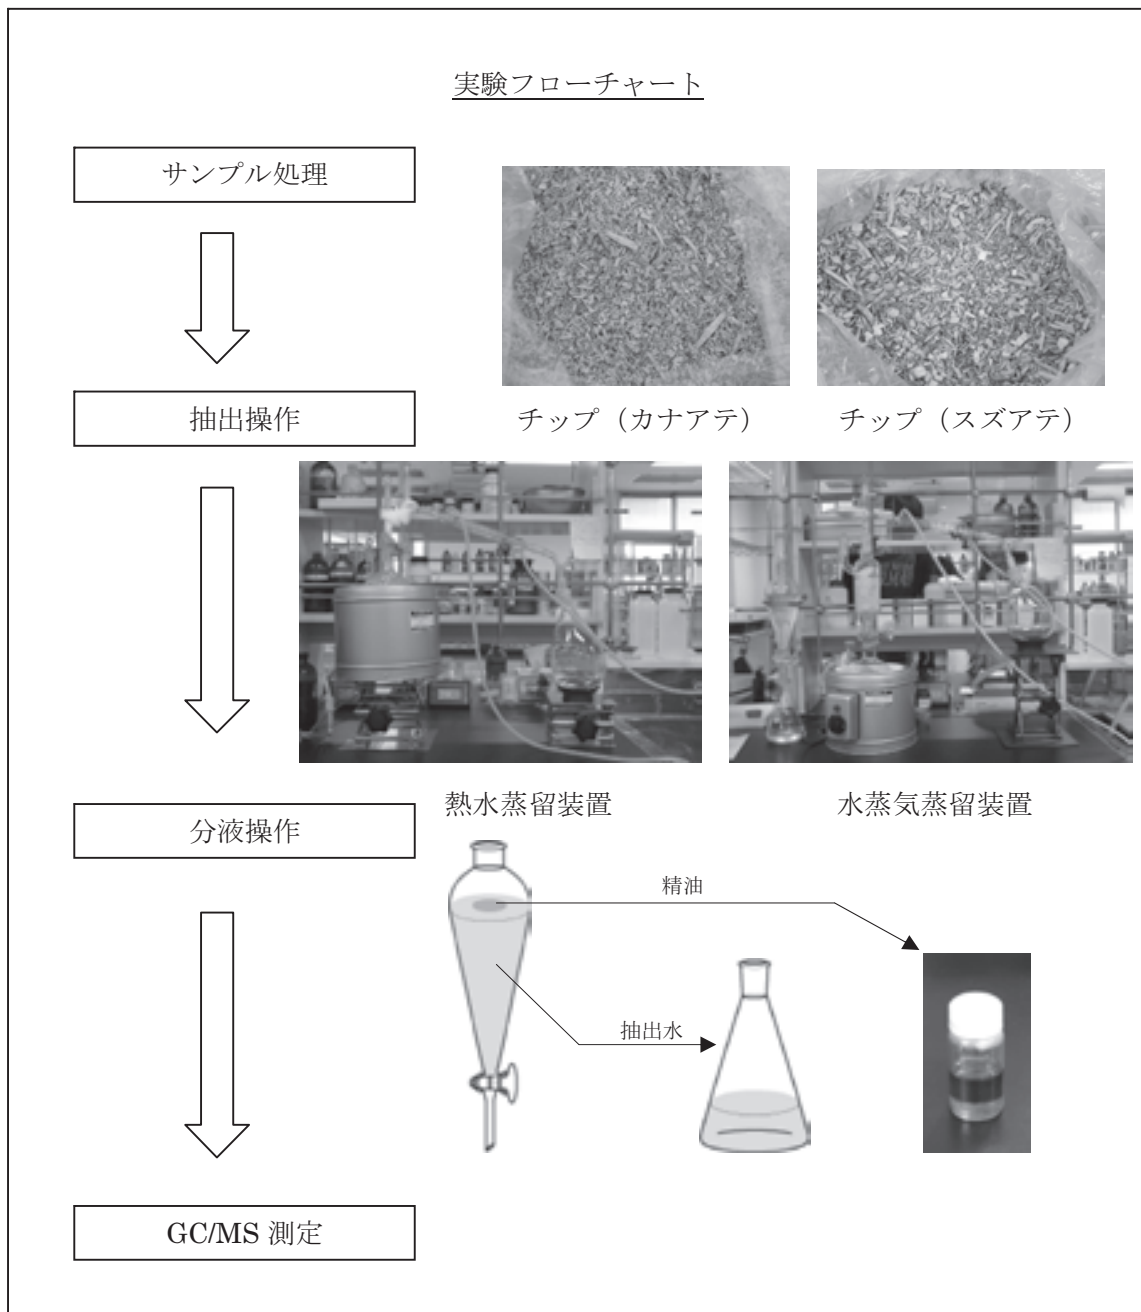 実験フローチャート
サンプル処理
抽出操作
チップ（カナアテ）
チップ（スズアテ）
熱水蒸留装置
水蒸気蒸留装置
分液操作
精油
抽出水
GC/MS 測定